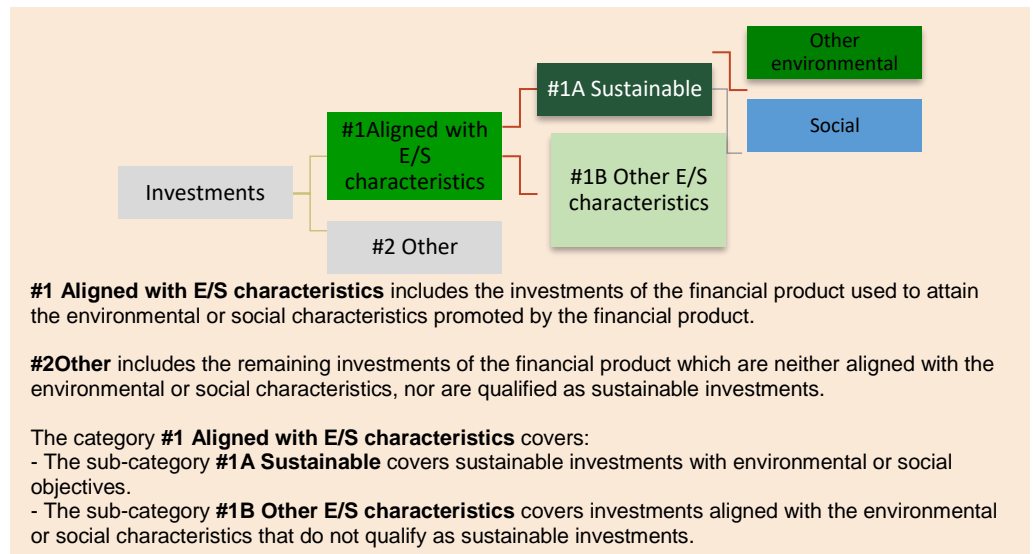 Other
environmental
#1A Sustainable
Social
#1Aligned with
E/S
characteristics
#1B Other E/S
characteristics
Investments
#2 Other
#1 Aligned with E/S characteristics includes the investments of the financial product used to attain
the environmental or social characteristics promoted by the financial product.
#2Other includes the remaining investments of the financial product which are neither aligned with the
environmental or social characteristics, nor are qualified as sustainable investments.
The category #1 Aligned with E/S characteristics covers:
- The sub-category #1A Sustainable covers sustainable investments with environmental or social
objectives.
- The sub-category #1B Other E/S characteristics covers investments aligned with the environmental
or social characteristics that do not qualify as sustainable investments.